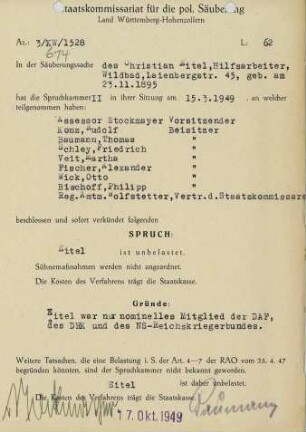 Staatskommissariat für die pol. Säuberung
Land Württemberg-Hohenzollern
Az.: 3/KW/1528 L. 62
674
In der Säuberungssache des Christian Eitel,Hilfsarbeiter,
Wildbad,Laienbergstr. 45, geb.am
23.11.1895
hat die Spruchkammer II in ihrer Sitzung am 15.3.1949 , an welcher
teilgenommen haben:
Assessor Stockmayer Vorsitzender
Konz,Rudolf Beisitzer
Baumann,Thomas "
Schley,Friedrich "
Veit,Martha "
Fischer,Alexander "
Wick,Otto "
Bischoff,Philipp "
Reg.Amtm.Wolfstetter,Vertr.d.Staatskommissars
beschlossen und sofort verkündet folgenden
SPRUCH:
Eitel
ist unbelastet.
Sühnemaßnahmen werden nicht angeordnet.
Die Kosten des Verfahrens trägt die Staatskasse.
Gründe:
Eitel war nur nominelles Mitglied der DAF,
des DRK und des NS-Reichskriegerbundes.
Weitere Tatsachen, die eine Belastung i. S. der Art. 4—7 der RAO vom 25. 4. 47
begründen könnten, sind der Spruchkammer nicht bekannt geworden.
Eitel ist daher unbelastet.
Die Kosten des Verfahrens trägt die Staatskasse.
17. Okt. 1949 Baumann